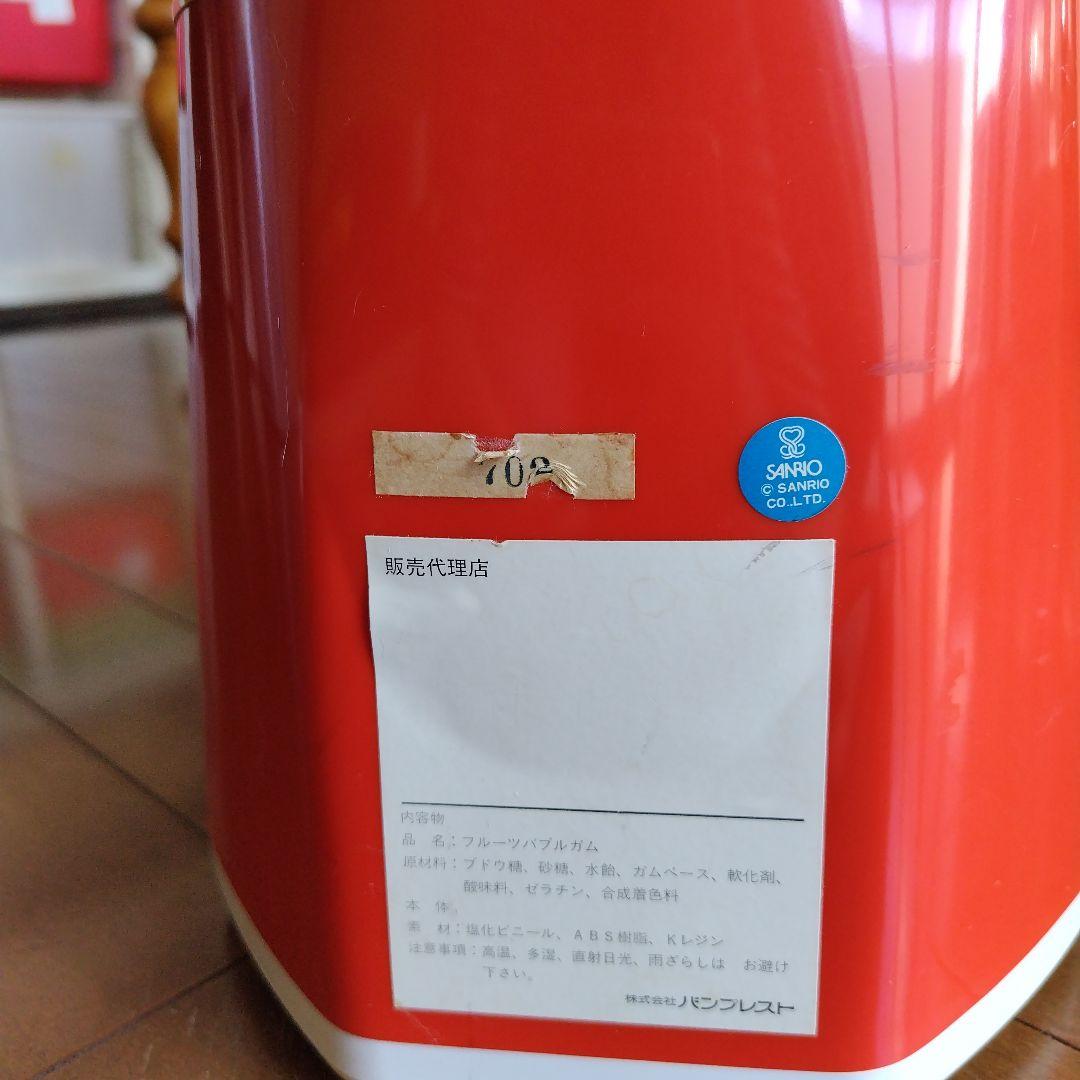 702
SANRIO
© SANRIO
CO.,LTD.
販売代理店
内容物
品　名：フルーツバブルガム
原材料：ブドウ糖、砂糖、水飴、ガムベース、軟化剤、
酸味料、ゼラチン、合成着色料
本　体
素　材：塩化ビニール、ＡＢＳ樹脂、Ｋレジン
注意事項：高温、多湿、直射日光、雨ざらしは　お避け
下さい。
株式会社 バンプレスト